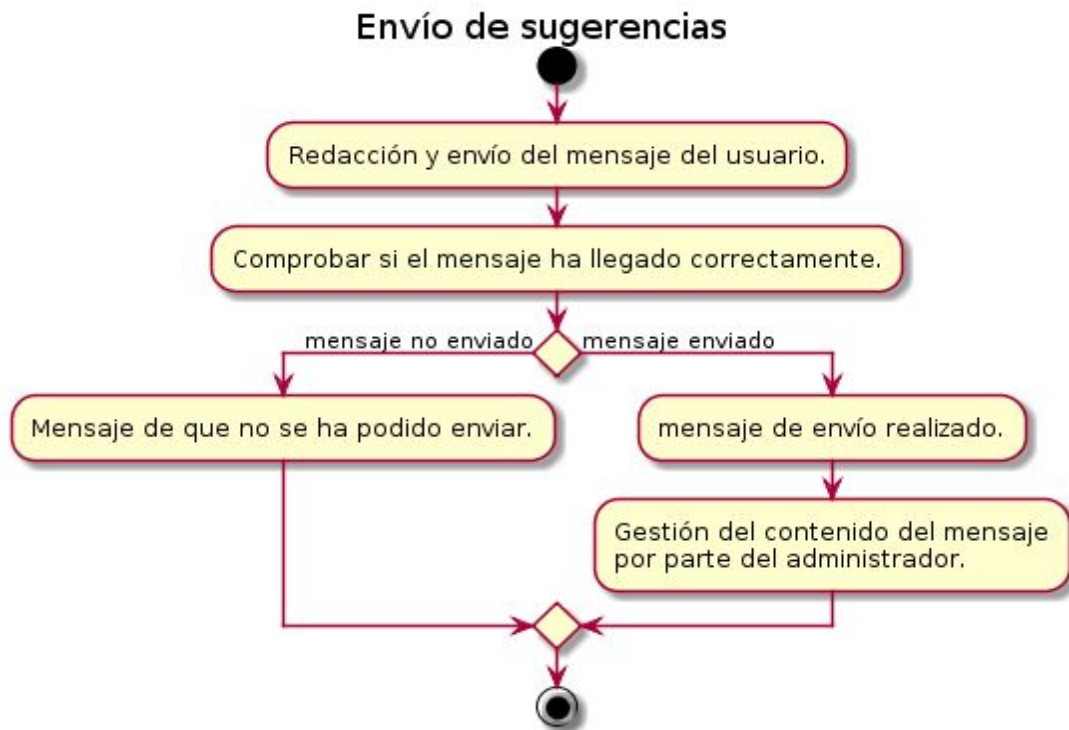 Envío de sugerencias
Redacción y envío del mensaje del usuario.
Comprobar si el mensaje ha llegado correctamente.
mensaje no enviado
mensaje enviado
Mensaje de que no se ha podido enviar.
mensaje de envío realizado.
Gestión del contenido del mensaje
por parte del administrador.